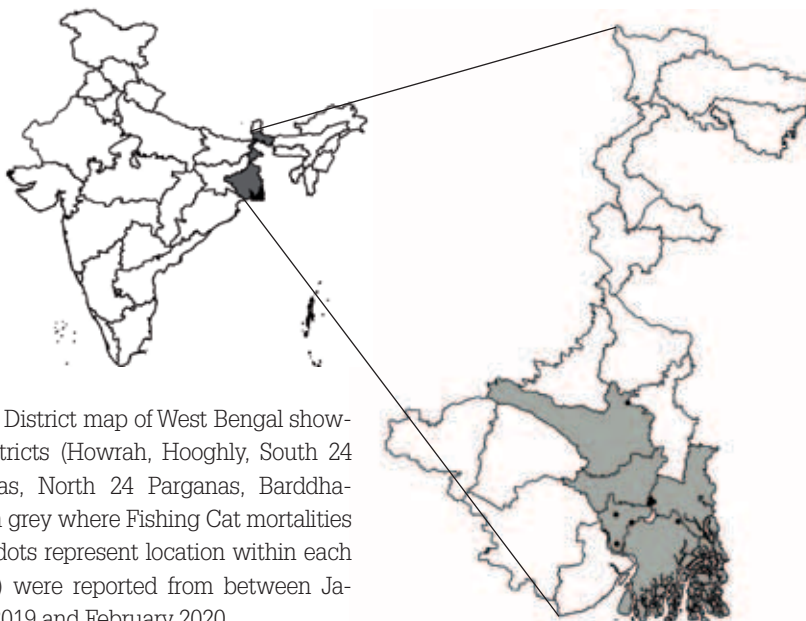 District map of West Bengal show-
tricts (Howrah, Hooghly, South 24
as, North 24 Parganas, Barddha-
grey where Fishing Cat mortalities
dots represent location within each
) were reported from between Ja-
2019 and February 2020